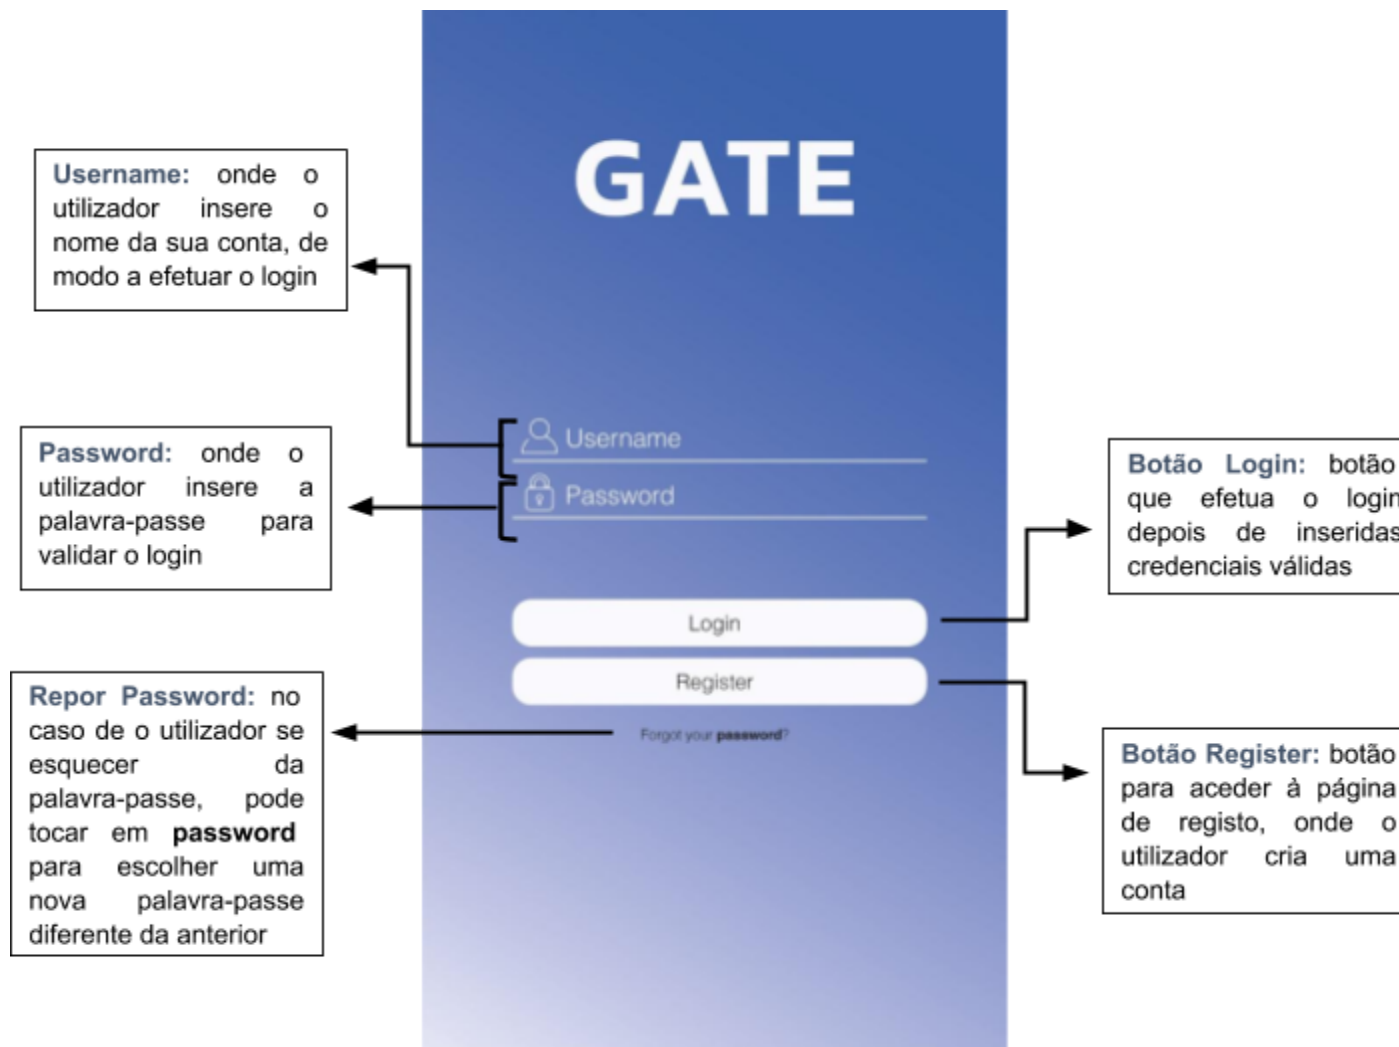 GATE
Username: onde o
utilizador insere o
nome da sua conta, de
modo a efetuar o login
Username
Password
Password: onde o
utilizador insere a
palavra-passe para
validar o login
Botão Login: botão
que efetua o login
depois de inseridas
credenciais válidas
Login
Register
Forgot your password?
Repor Password: no
caso de o utilizador se
esquecer da
palavra-passe, pode
tocar em password
para escolher uma
nova palavra-passe
diferente da anterior
Botão Register: botão
para aceder à página
de registo, onde o
utilizador cria uma
conta